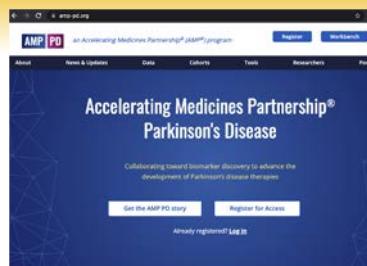 amp-pd.org
AMP PD
an Accelerating Medicines Partnership® (AMP®) program
Register
Workbench
About
News & Updates
Data
Cohorts
Tools
Researchers
Accelerating Medicines Partnership®
Parkinson's Disease
Collaborating toward biomarker discovery to advance the
development of Parkinson's disease therapies
Get the AMP PD story
Register for Access
Already registered? Log in